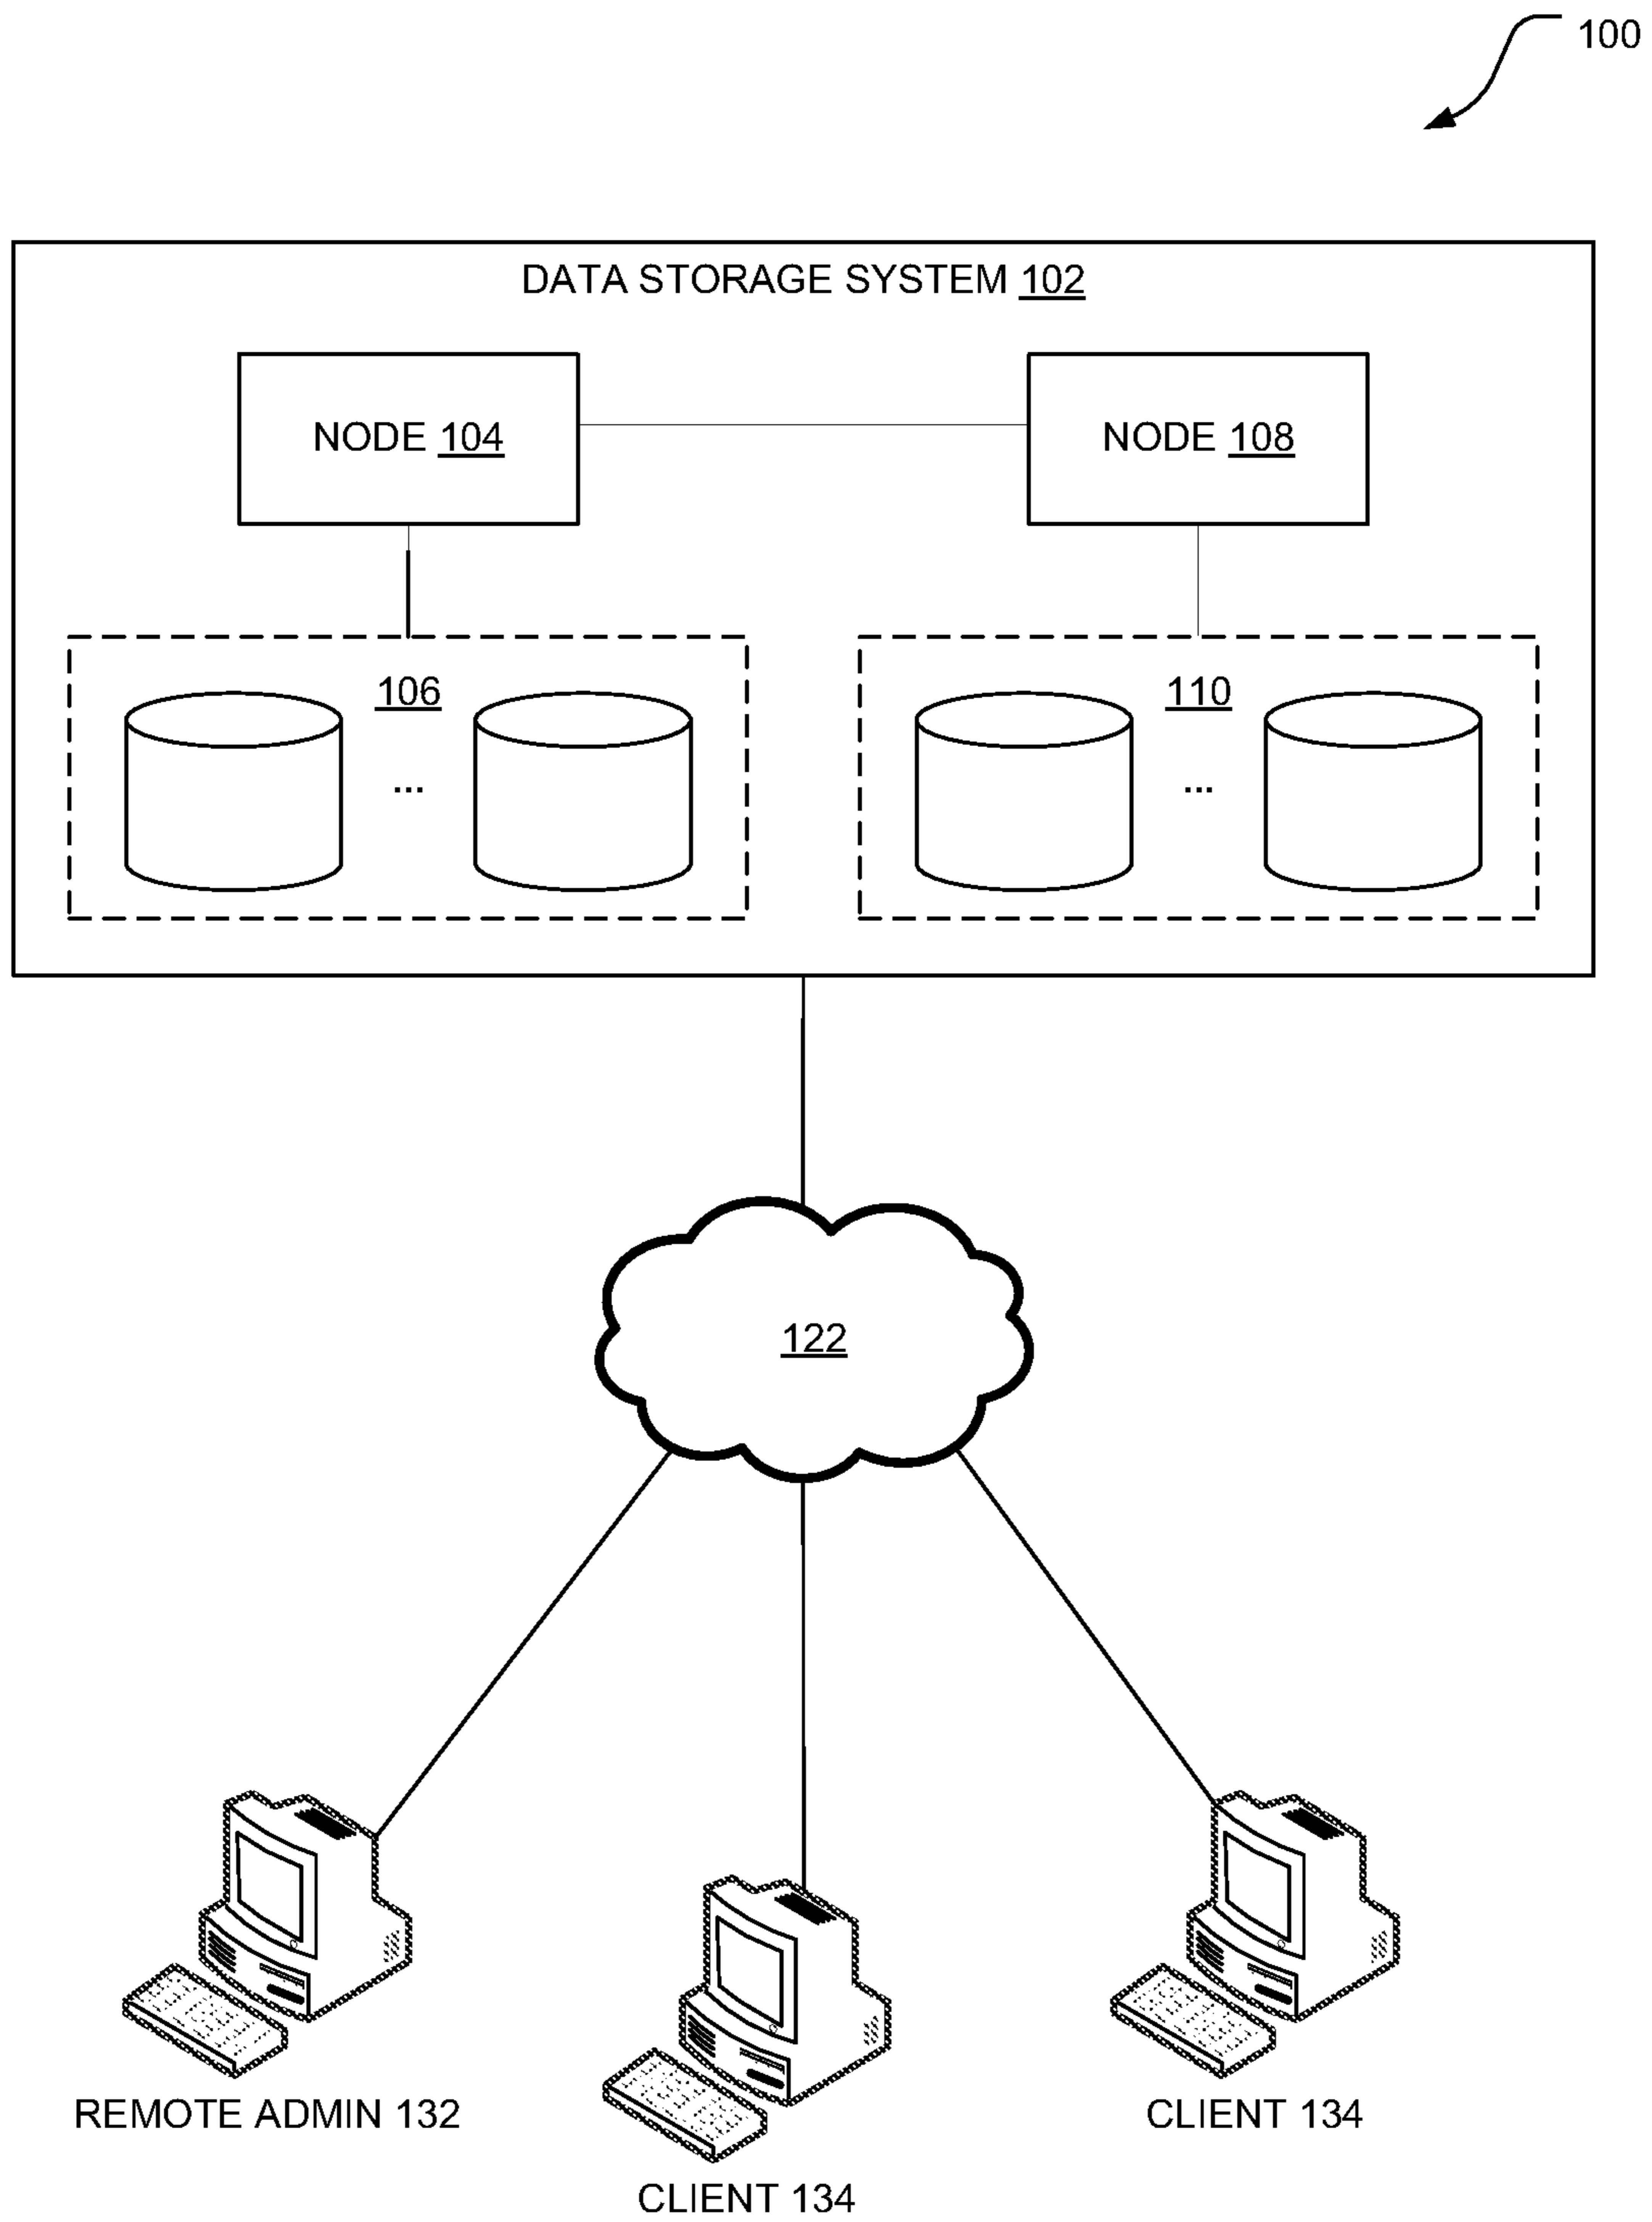 100
DATA STORAGE SYSTEM 102
NODE 104
NODE 108
106
110
...
...
122
REMOTE ADMIN 132
CLIENT 134
CLIENT 134